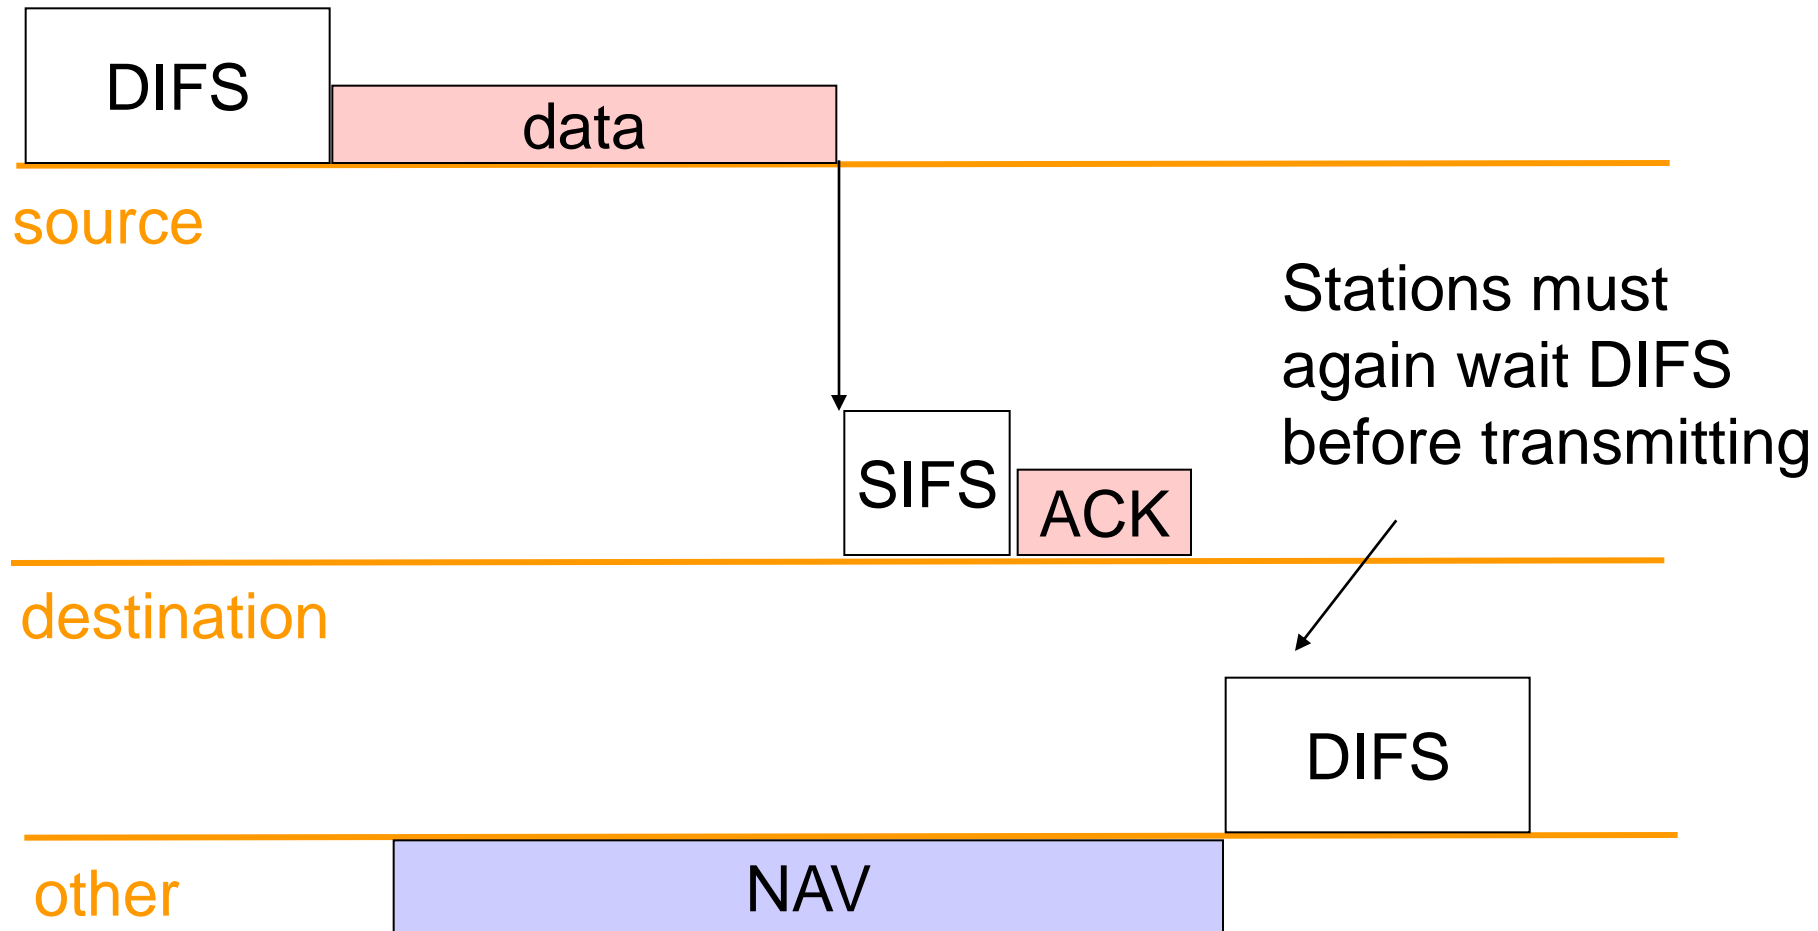 DIFS
data
source
Stations must
again wait DIFS
before transmitting
SIFS
ACK
destination
DIFS
other
NAV